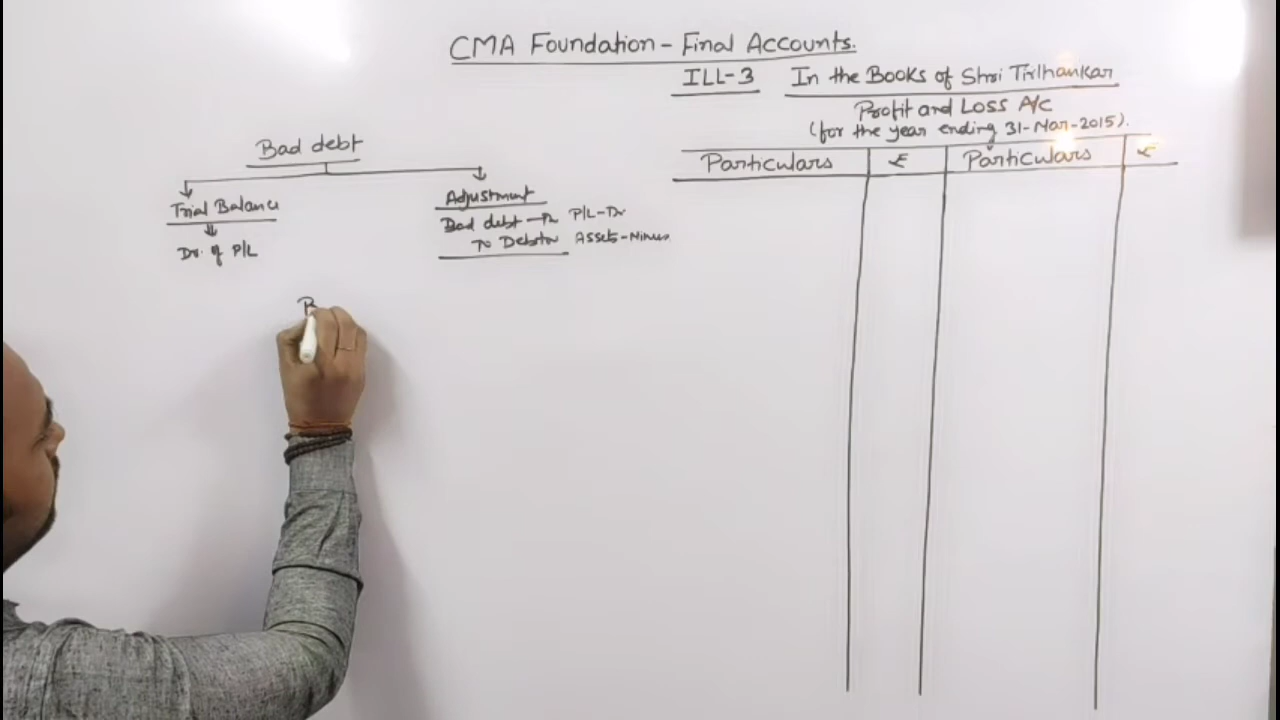 CMA Foundation - Final Accounts.
ILL-3 In the Books of Shri Tirthankar
Profit and Loss A/c
(for the year ending 31-Mar-2015).
Particulars ₹ Particulars ₹
Bad debt
Trial Balance
Dr. of P/L
Adjustment
Bad debt - Dr P/L-Dr
To Debtor Assets-Minus
B